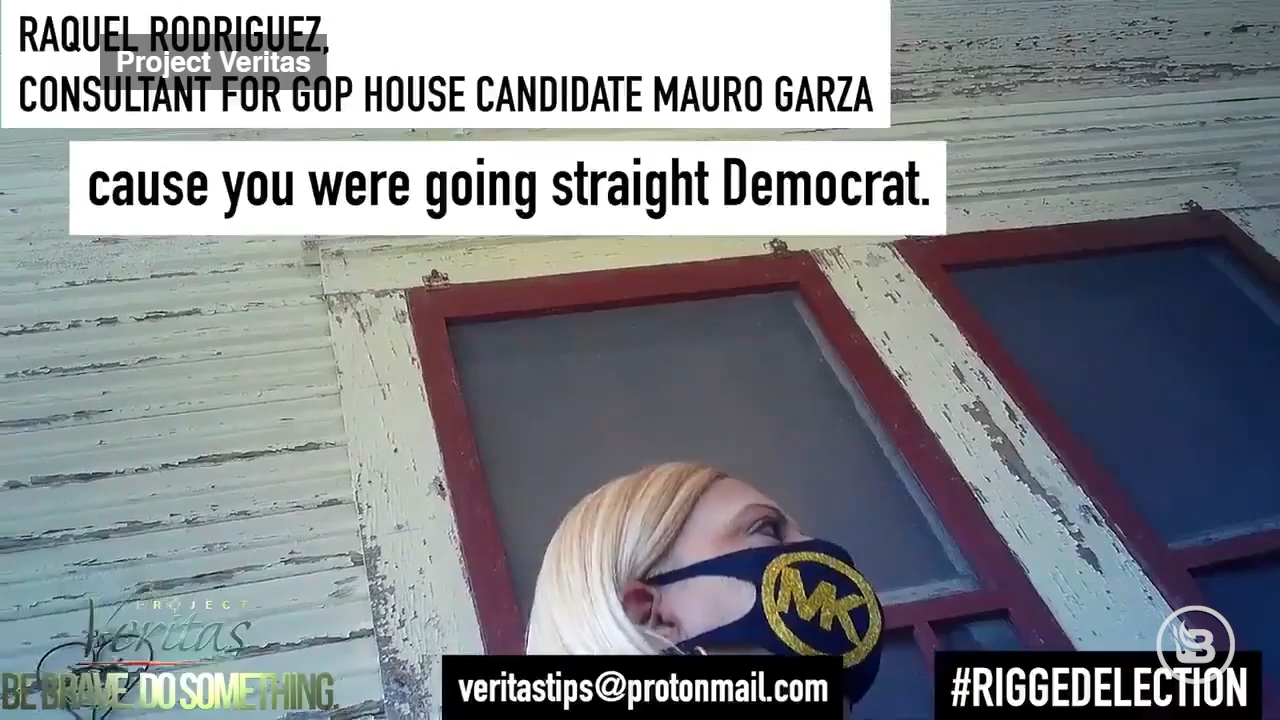 RAQUEL RODRIGUEZ,
Project Veritas
CONSULTANT FOR GOP HOUSE CANDIDATE MAURO GARZA
cause you were going straight Democrat.
MK
PROJECT
Veritas
BE BRAVE. DO SOMETHING.
veritastips@protonmail.com
#RIGGEDELECTION
B